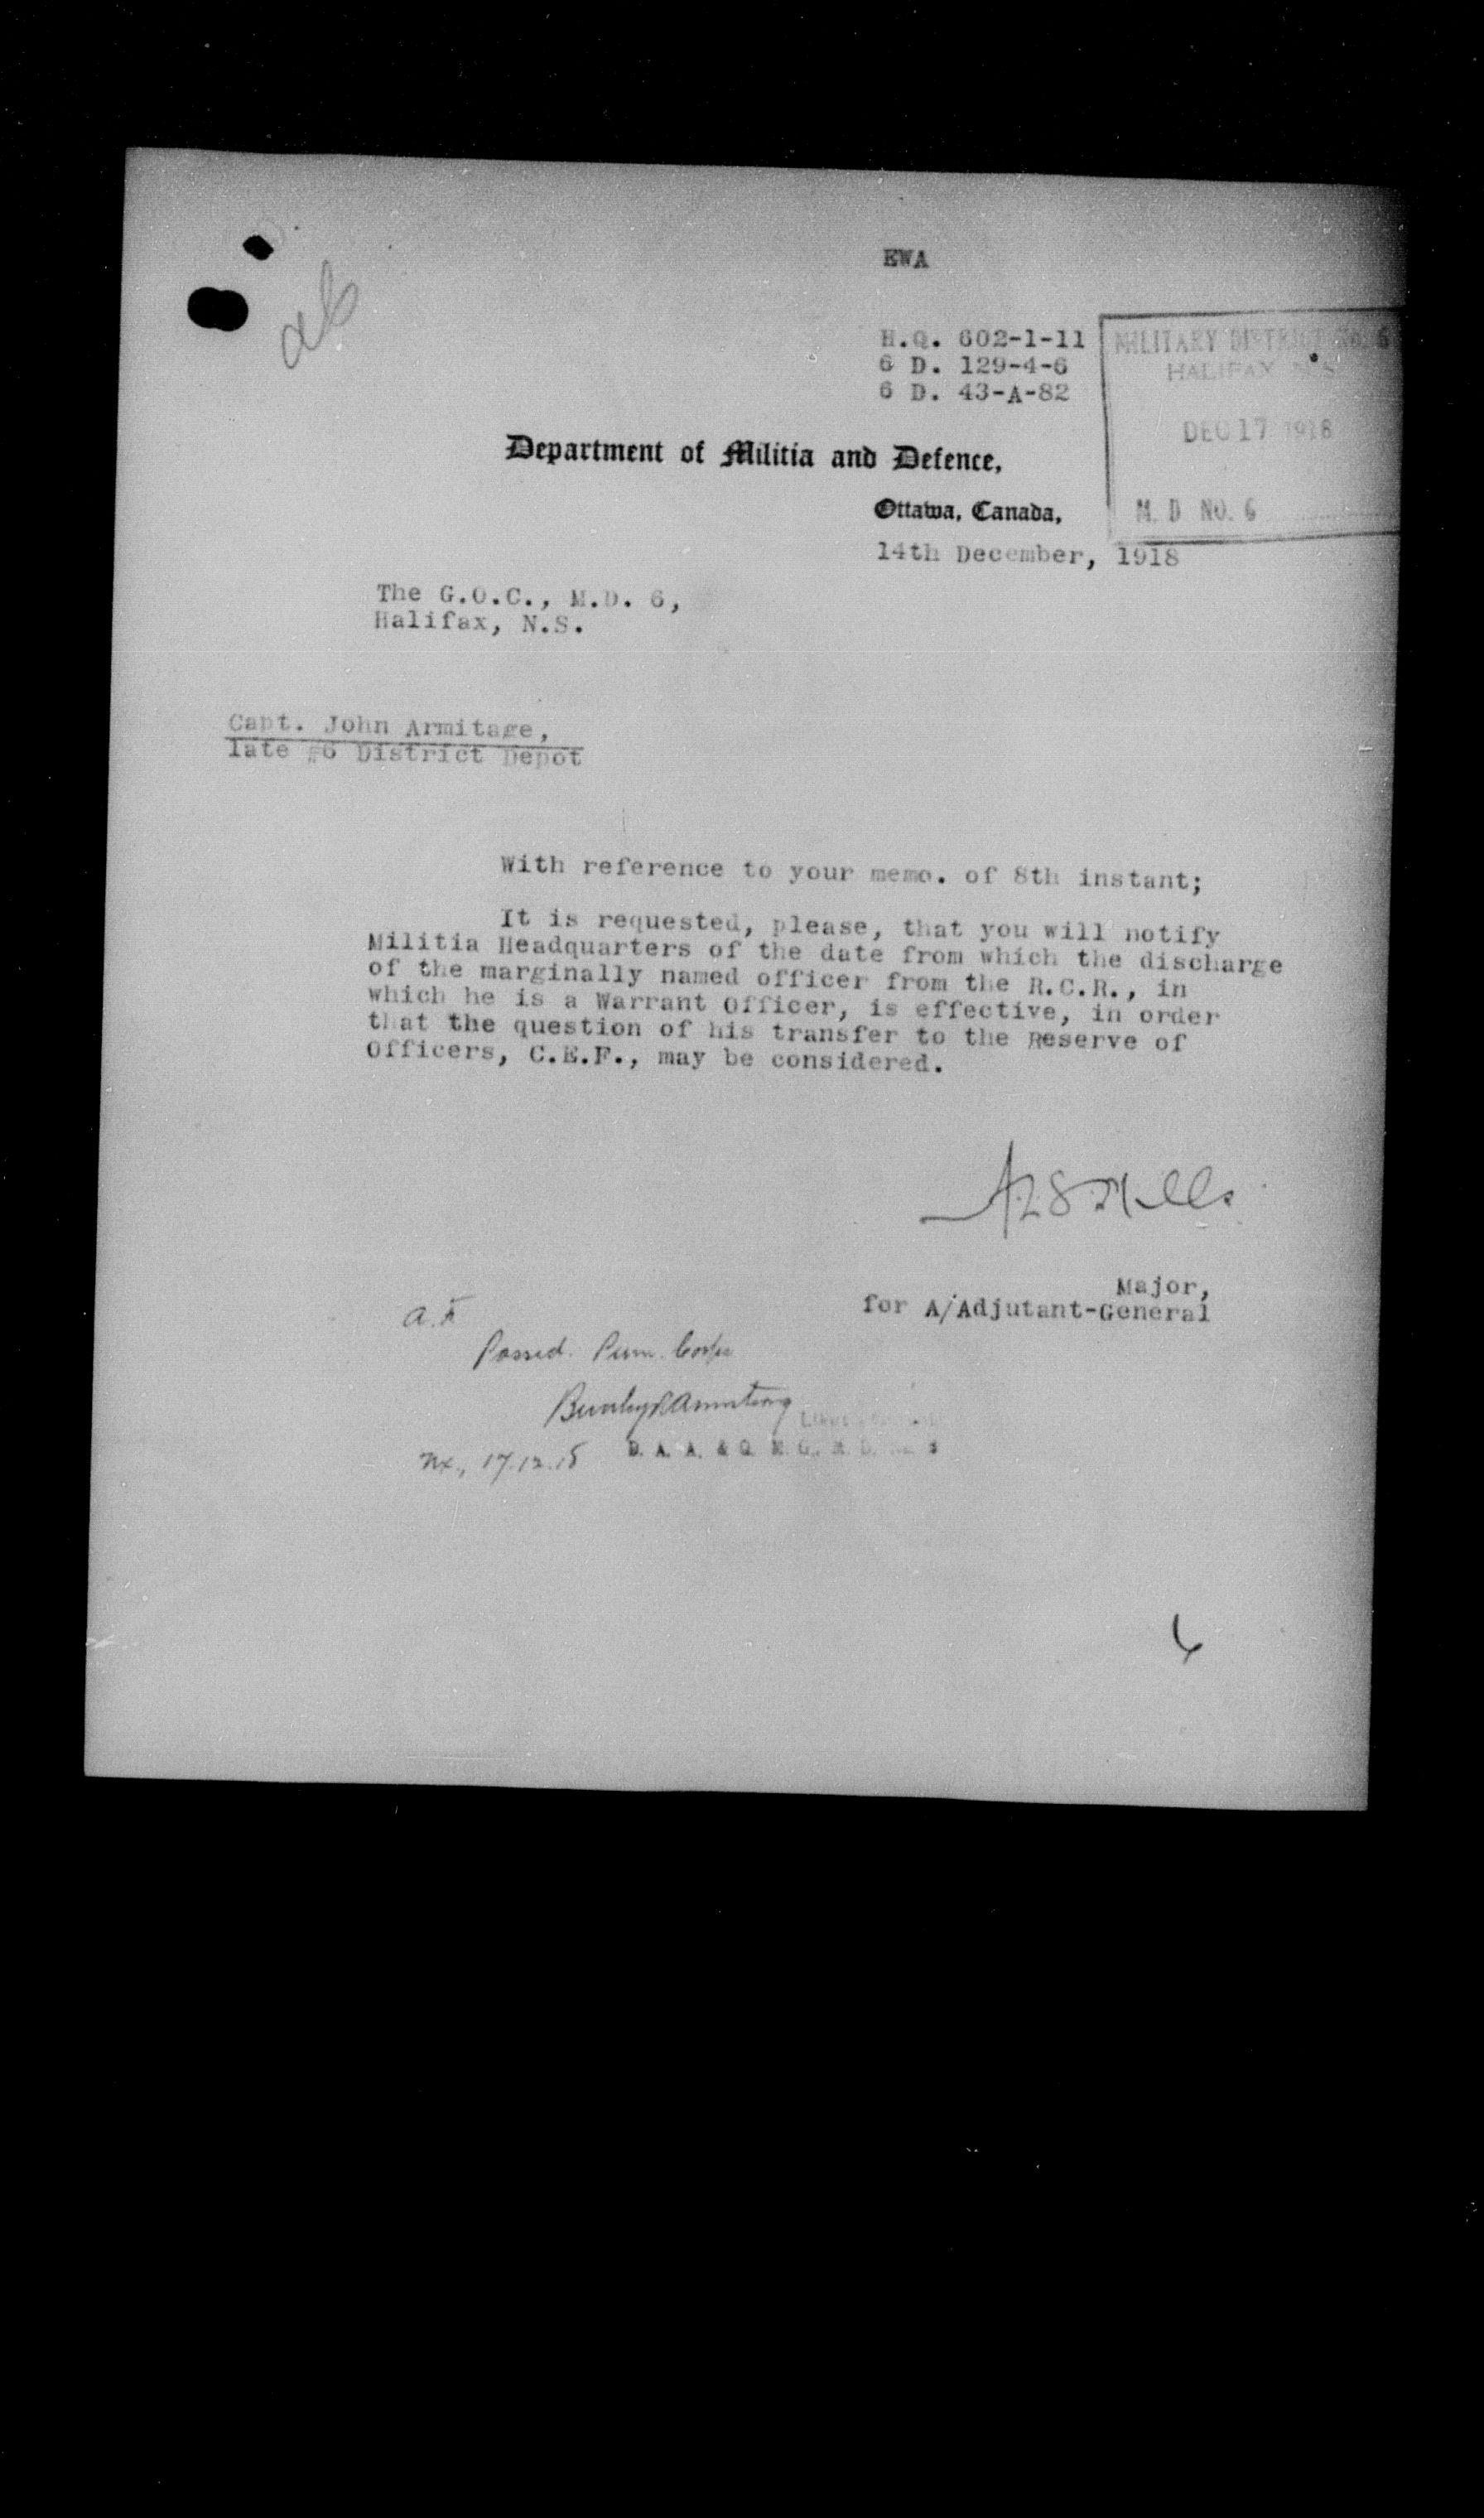 EWA
H.Q. 602-1-11
6 D. 129-4-6
6 D. 43-A-82
MILITARY DISTRICT NO. 6
HALIFAX N.S.
DEC 17 1918
M. D NO. 6
Department of Militia and Defence,
Ottawa, Canada,
14th December, 1918
The G.O.C., M.D. 6,
Halifax, N.S.
Capt. John Armitage,
late #6 District Depot
With reference to your memo. of 8th instant;
It is requested, please, that you will notify
Militia Headquarters of the date from which the discharge
of the marginally named officer from the R.C.R., in
which he is a Warrant Officer, is effective, in order
that the question of his transfer to the Reserve of
Officers, C.E.F., may be considered.
Major,
for A/Adjutant-General
Passed.
Armstrong
D. A. A. & Q. M. G., M. D.
17.12.18